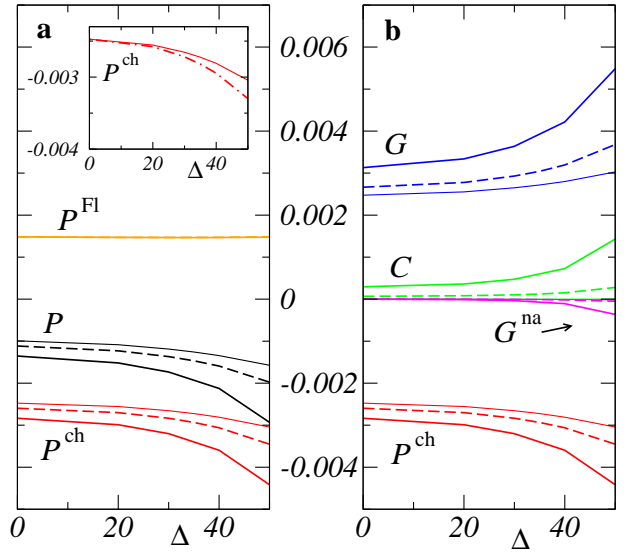 a
P^ch
-0.003
-0.004
0 20 40
Δ
P^Fl
P
P^ch
0 20 40
Δ
0.006
0.004
0.002
0
-0.002
-0.004
b
G
C
G^na
P^ch
0 20 40
Δ